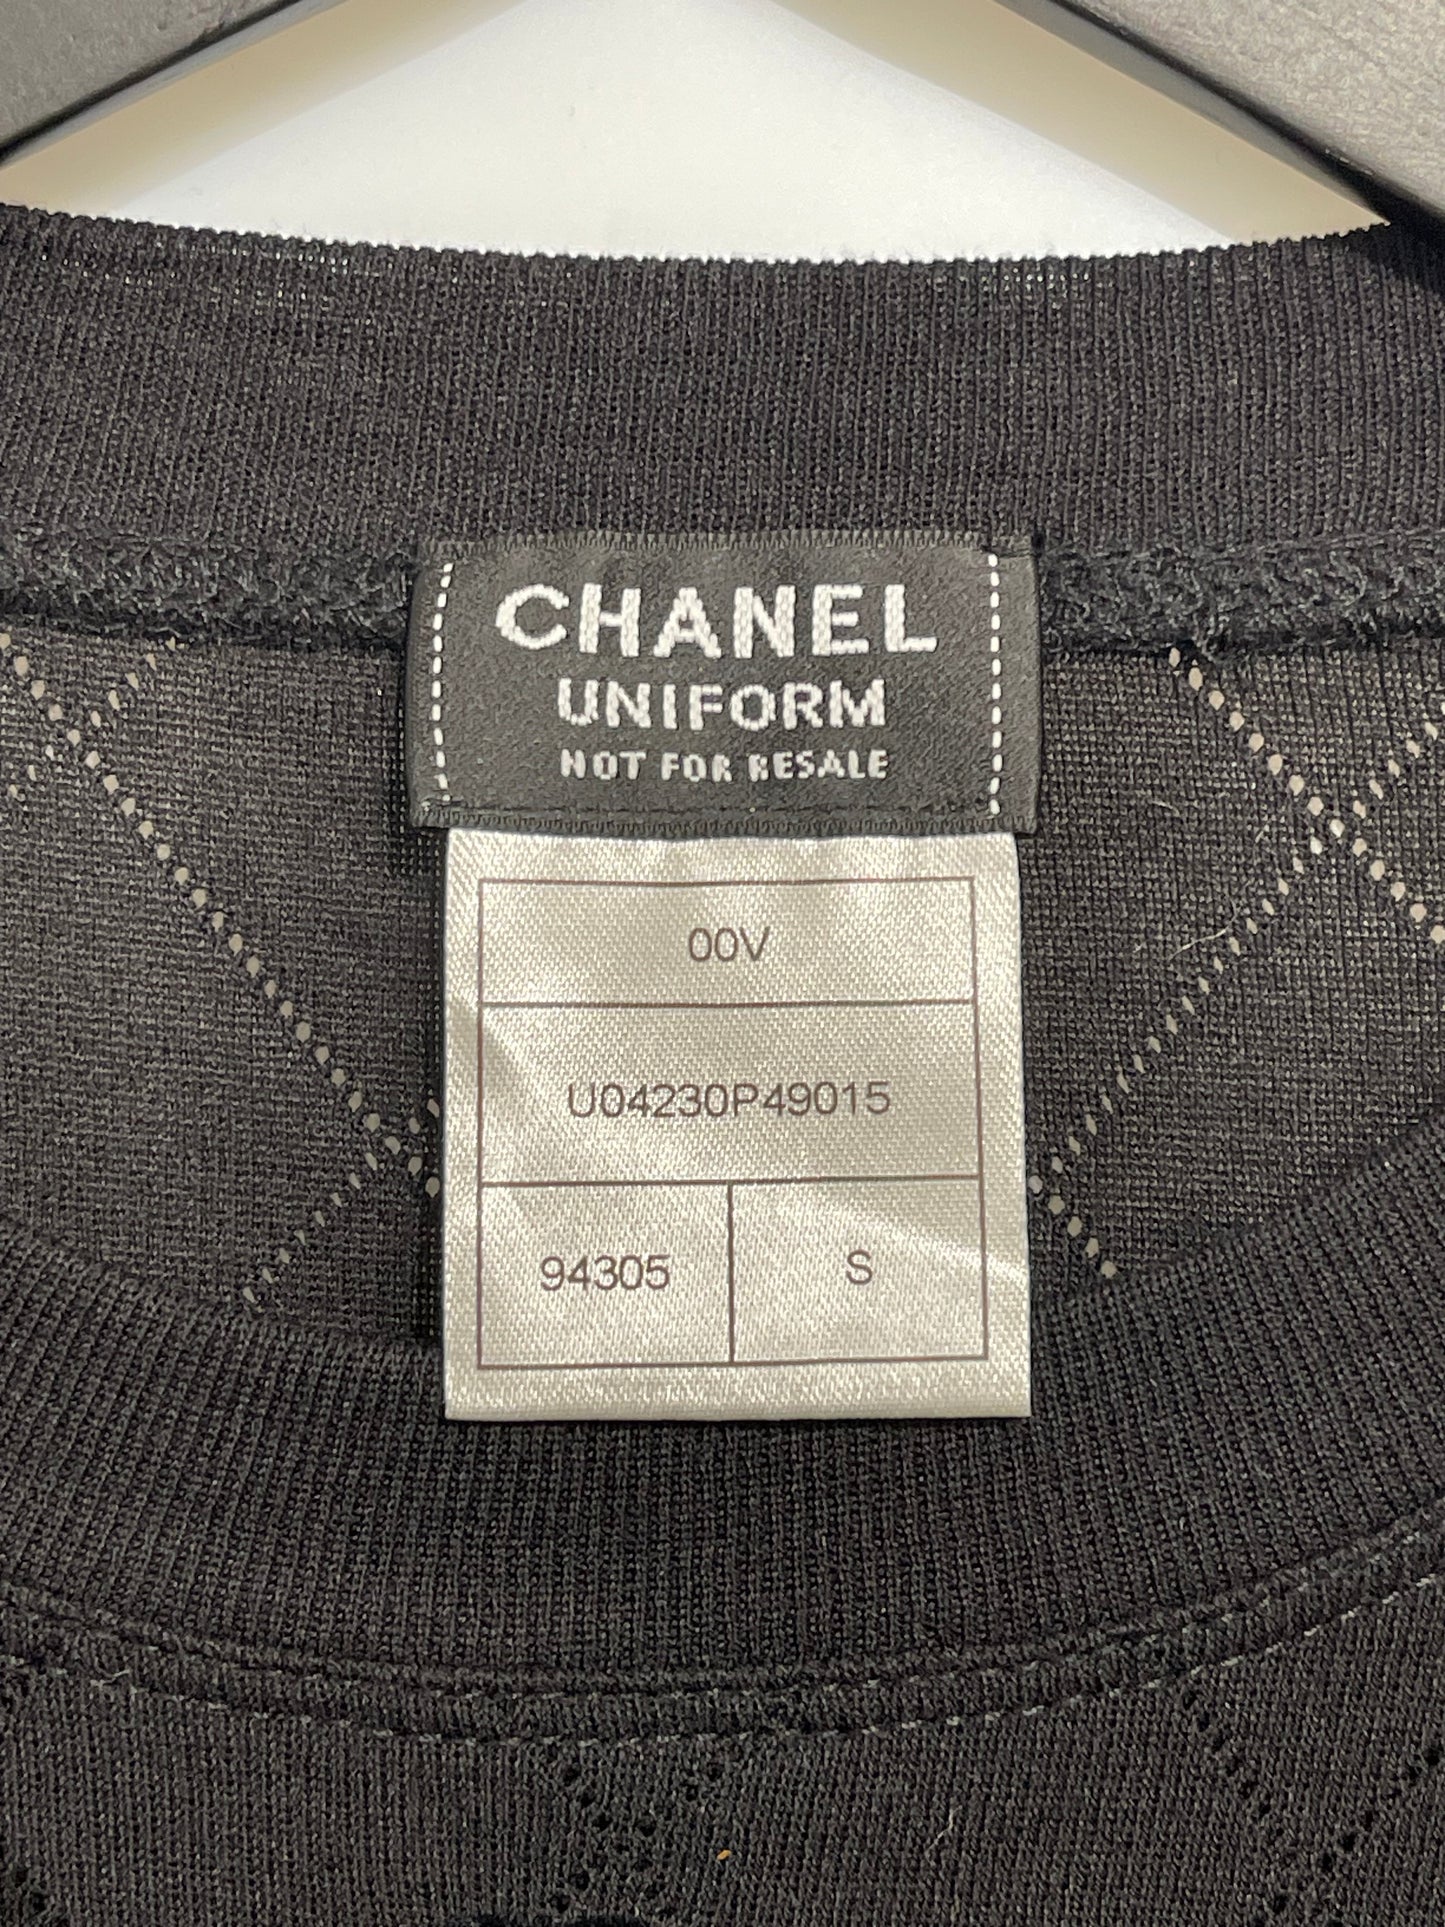 CHANEL
UNIFORM
NOT FOR RESALE
00V
U04230P49015
94305 S